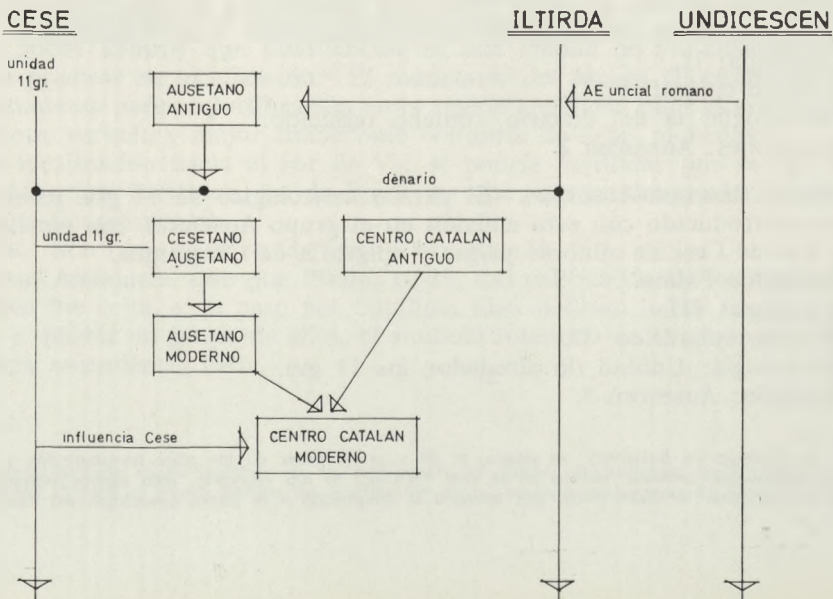 CESE ILTIRDA UNDICESCEN
unidad
11gr.
AUSETANO
ANTIGUO
AE uncial romano
denário
unidad 11gr.
CESETANO
AUSETANO
CENTRO CATALAN
ANTIGUO
AUSETANO
MODERNO
influencia Cese
CENTRO CATALAN
MODERNO